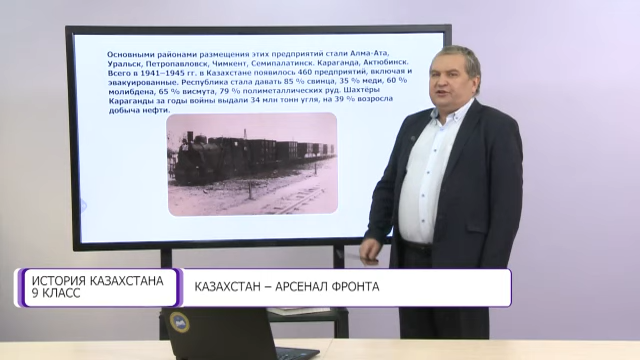 Основными районами размещения этих предприятий стали Алма-Ата,
Уральск, Петропавловск, Чимкент, Семипалатинск. Караганда, Актюбинск.
Всего в 1941–1945 гг. в Казахстане появилось 460 предприятий, включая и
эвакуированные. Республика стала давать 85 % свинца, 35 % меди, 60 %
молибдена, 65 % висмута, 79 % полиметаллических руд. Шахтёры
Караганды за годы войны выдали 34 млн тонн угля, на 39 % возросла
добыча нефти.
ИСТОРИЯ КАЗАХСТАНА
9 КЛАСС
КАЗАХСТАН – АРСЕНАЛ ФРОНТА